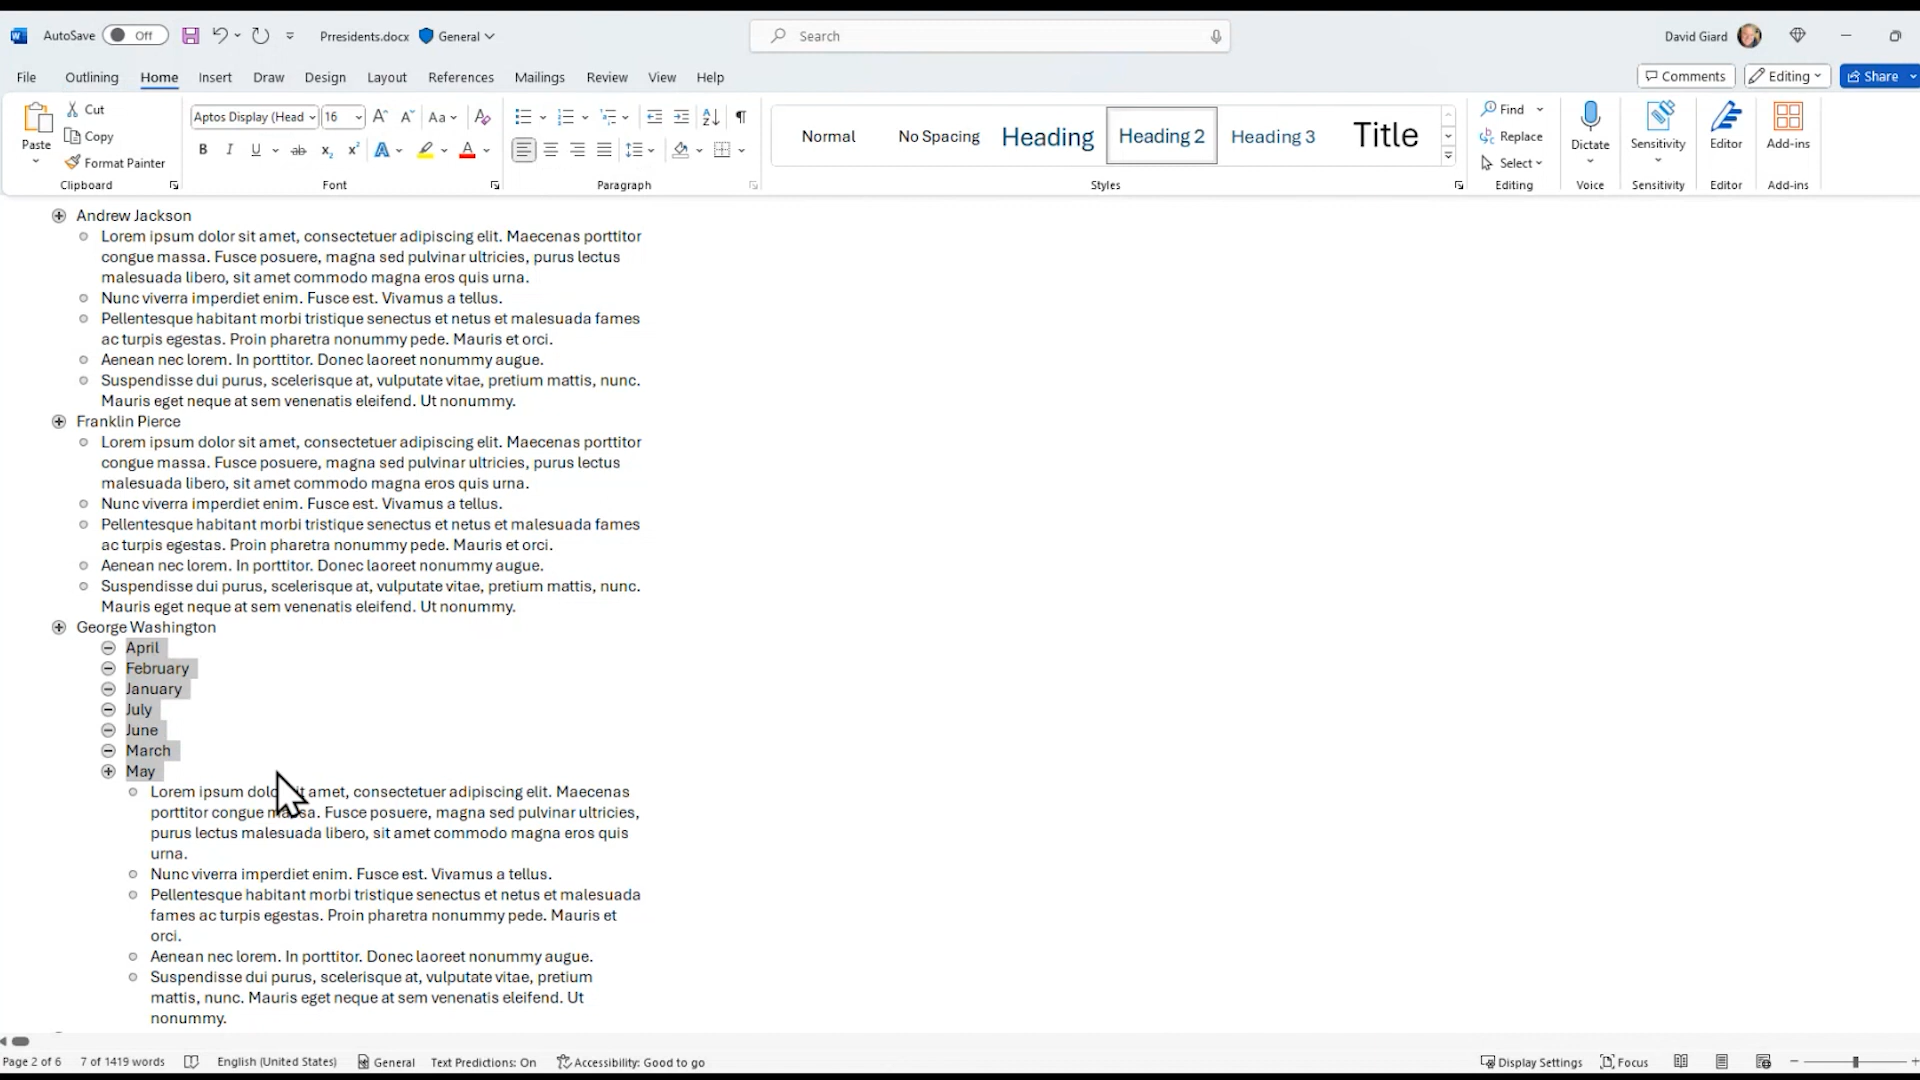 AutoSave Off Prresidents.docx General Search David Giard
File Outlining Home Insert Draw Design Layout References Mailings Review View Help Comments Editing Share
Paste Cut Copy Format Painter
Clipboard
Aptos Display (Head 16 Aa
B I U ab x₂ x² A A
Font
Paragraph
Normal No Spacing Heading Heading 2 Heading 3 Title
Styles
Find Replace Select
Editing
Dictate
Voice
Sensitivity
Sensitivity
Editor
Editor
Add-ins
Add-ins
Andrew Jackson
Lorem ipsum dolor sit amet, consectetuer adipiscing elit. Maecenas porttitor
congue massa. Fusce posuere, magna sed pulvinar ultricies, purus lectus
malesuada libero, sit amet commodo magna eros quis urna.
Nunc viverra imperdiet enim. Fusce est. Vivamus a tellus.
Pellentesque habitant morbi tristique senectus et netus et malesuada fames
ac turpis egestas. Proin pharetra nonummy pede. Mauris et orci.
Aenean nec lorem. In porttitor. Donec laoreet nonummy augue.
Suspendisse dui purus, scelerisque at, vulputate vitae, pretium mattis, nunc.
Mauris eget neque at sem venenatis eleifend. Ut nonummy.
Franklin Pierce
Lorem ipsum dolor sit amet, consectetuer adipiscing elit. Maecenas porttitor
congue massa. Fusce posuere, magna sed pulvinar ultricies, purus lectus
malesuada libero, sit amet commodo magna eros quis urna.
Nunc viverra imperdiet enim. Fusce est. Vivamus a tellus.
Pellentesque habitant morbi tristique senectus et netus et malesuada fames
ac turpis egestas. Proin pharetra nonummy pede. Mauris et orci.
Aenean nec lorem. In porttitor. Donec laoreet nonummy augue.
Suspendisse dui purus, scelerisque at, vulputate vitae, pretium mattis, nunc.
Mauris eget neque at sem venenatis eleifend. Ut nonummy.
George Washington
April
February
January
July
June
March
May
Lorem ipsum dolor sit amet, consectetuer adipiscing elit. Maecenas
porttitor congue massa. Fusce posuere, magna sed pulvinar ultricies,
purus lectus malesuada libero, sit amet commodo magna eros quis
urna.
Nunc viverra imperdiet enim. Fusce est. Vivamus a tellus.
Pellentesque habitant morbi tristique senectus et netus et malesuada
fames ac turpis egestas. Proin pharetra nonummy pede. Mauris et
orci.
Aenean nec lorem. In porttitor. Donec laoreet nonummy augue.
Suspendisse dui purus, scelerisque at, vulputate vitae, pretium
mattis, nunc. Mauris eget neque at sem venenatis eleifend. Ut
nonummy.
Page 2 of 6 7 of 1419 words English (United States) General Text Predictions: On Accessibility: Good to go Display Settings Focus